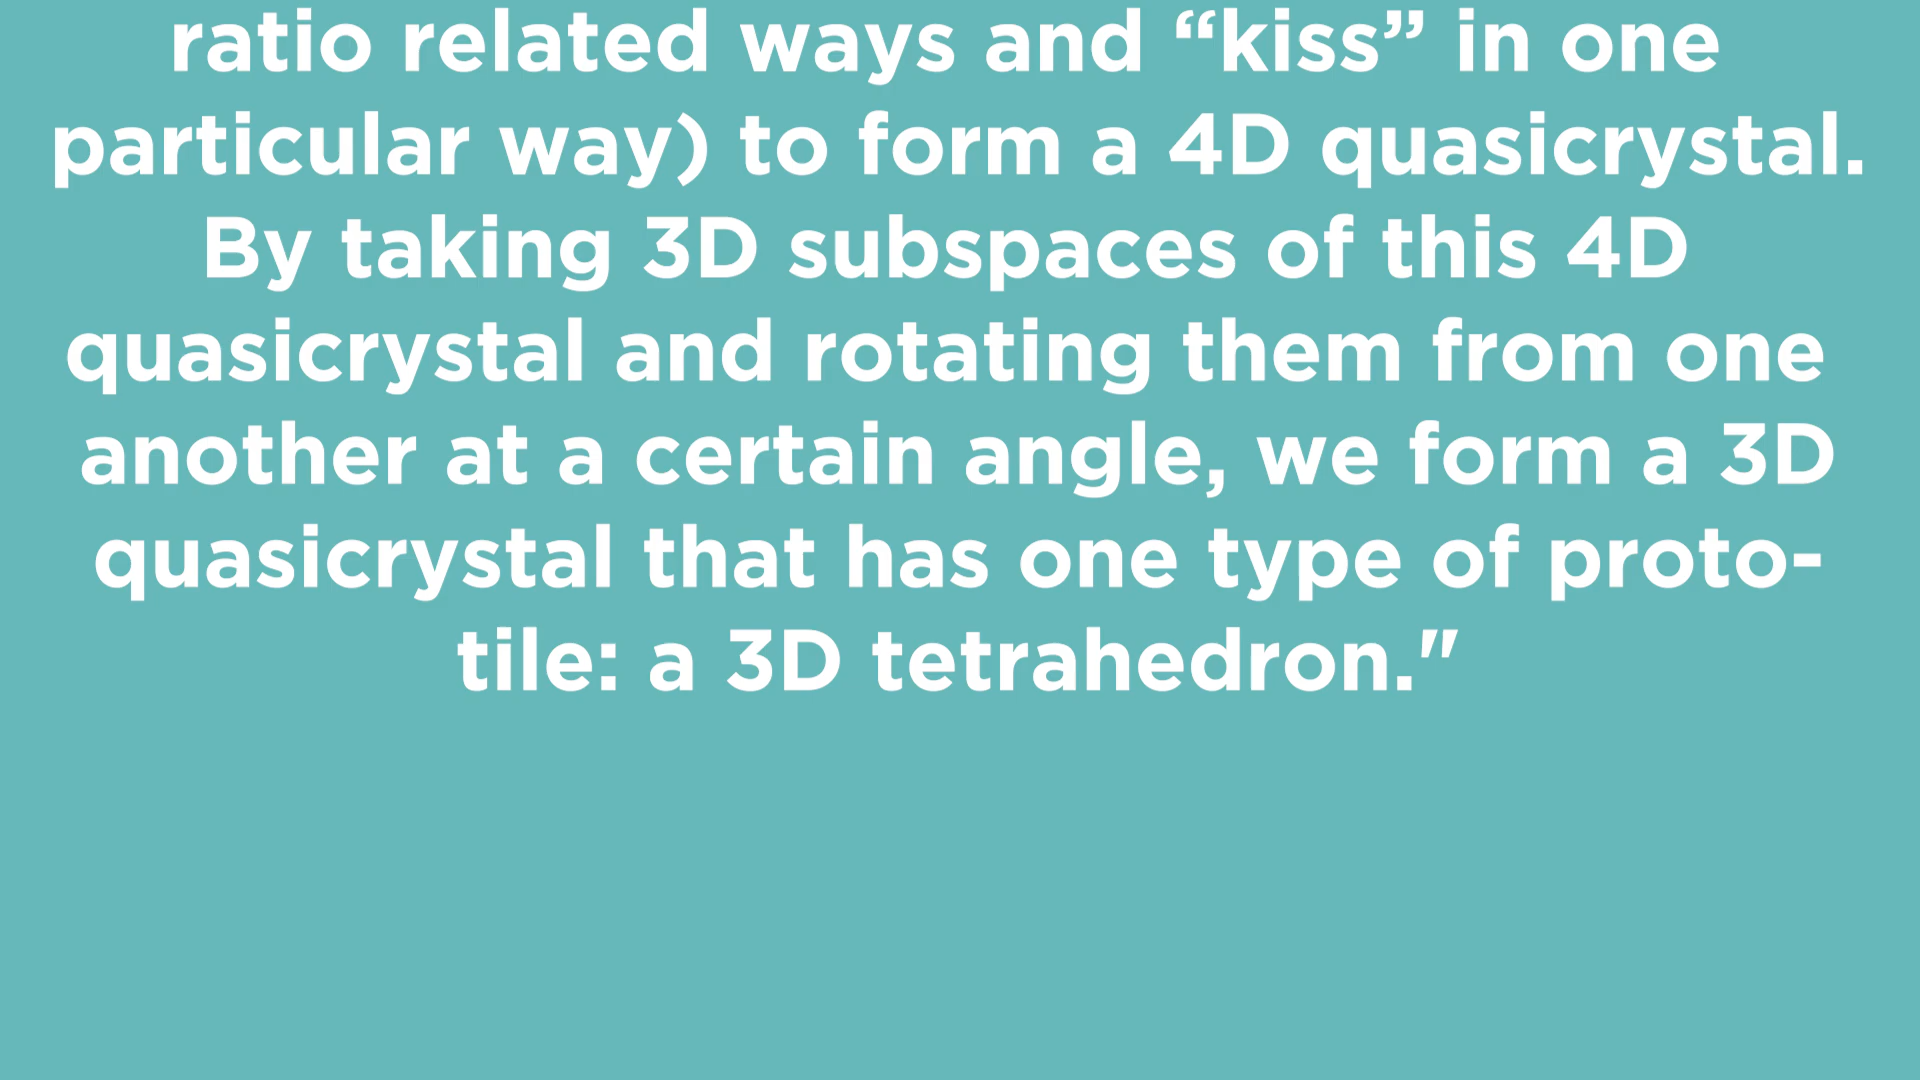 ratio related ways and “kiss” in one
particular way) to form a 4D quasicrystal.
By taking 3D subspaces of this 4D
quasicrystal and rotating them from one
another at a certain angle, we form a 3D
quasicrystal that has one type of proto-
tile: a 3D tetrahedron."